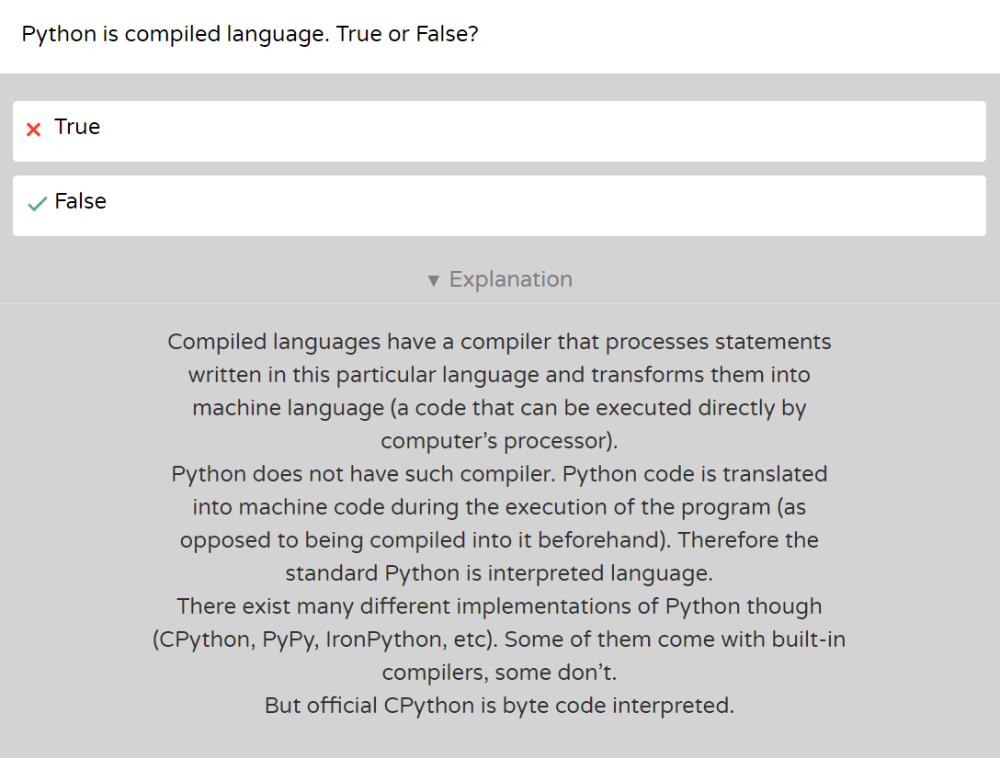 Python is compiled language. True or False?
True
False
▼ Explanation
Compiled languages have a compiler that processes statements
written in this particular language and transforms them into
machine language (a code that can be executed directly by
computer’s processor).
Python does not have such compiler. Python code is translated
into machine code during the execution of the program (as
opposed to being compiled into it beforehand). Therefore the
standard Python is interpreted language.
There exist many different implementations of Python though
(CPython, PyPy, IronPython, etc). Some of them come with built-in
compilers, some don’t.
But official CPython is byte code interpreted.